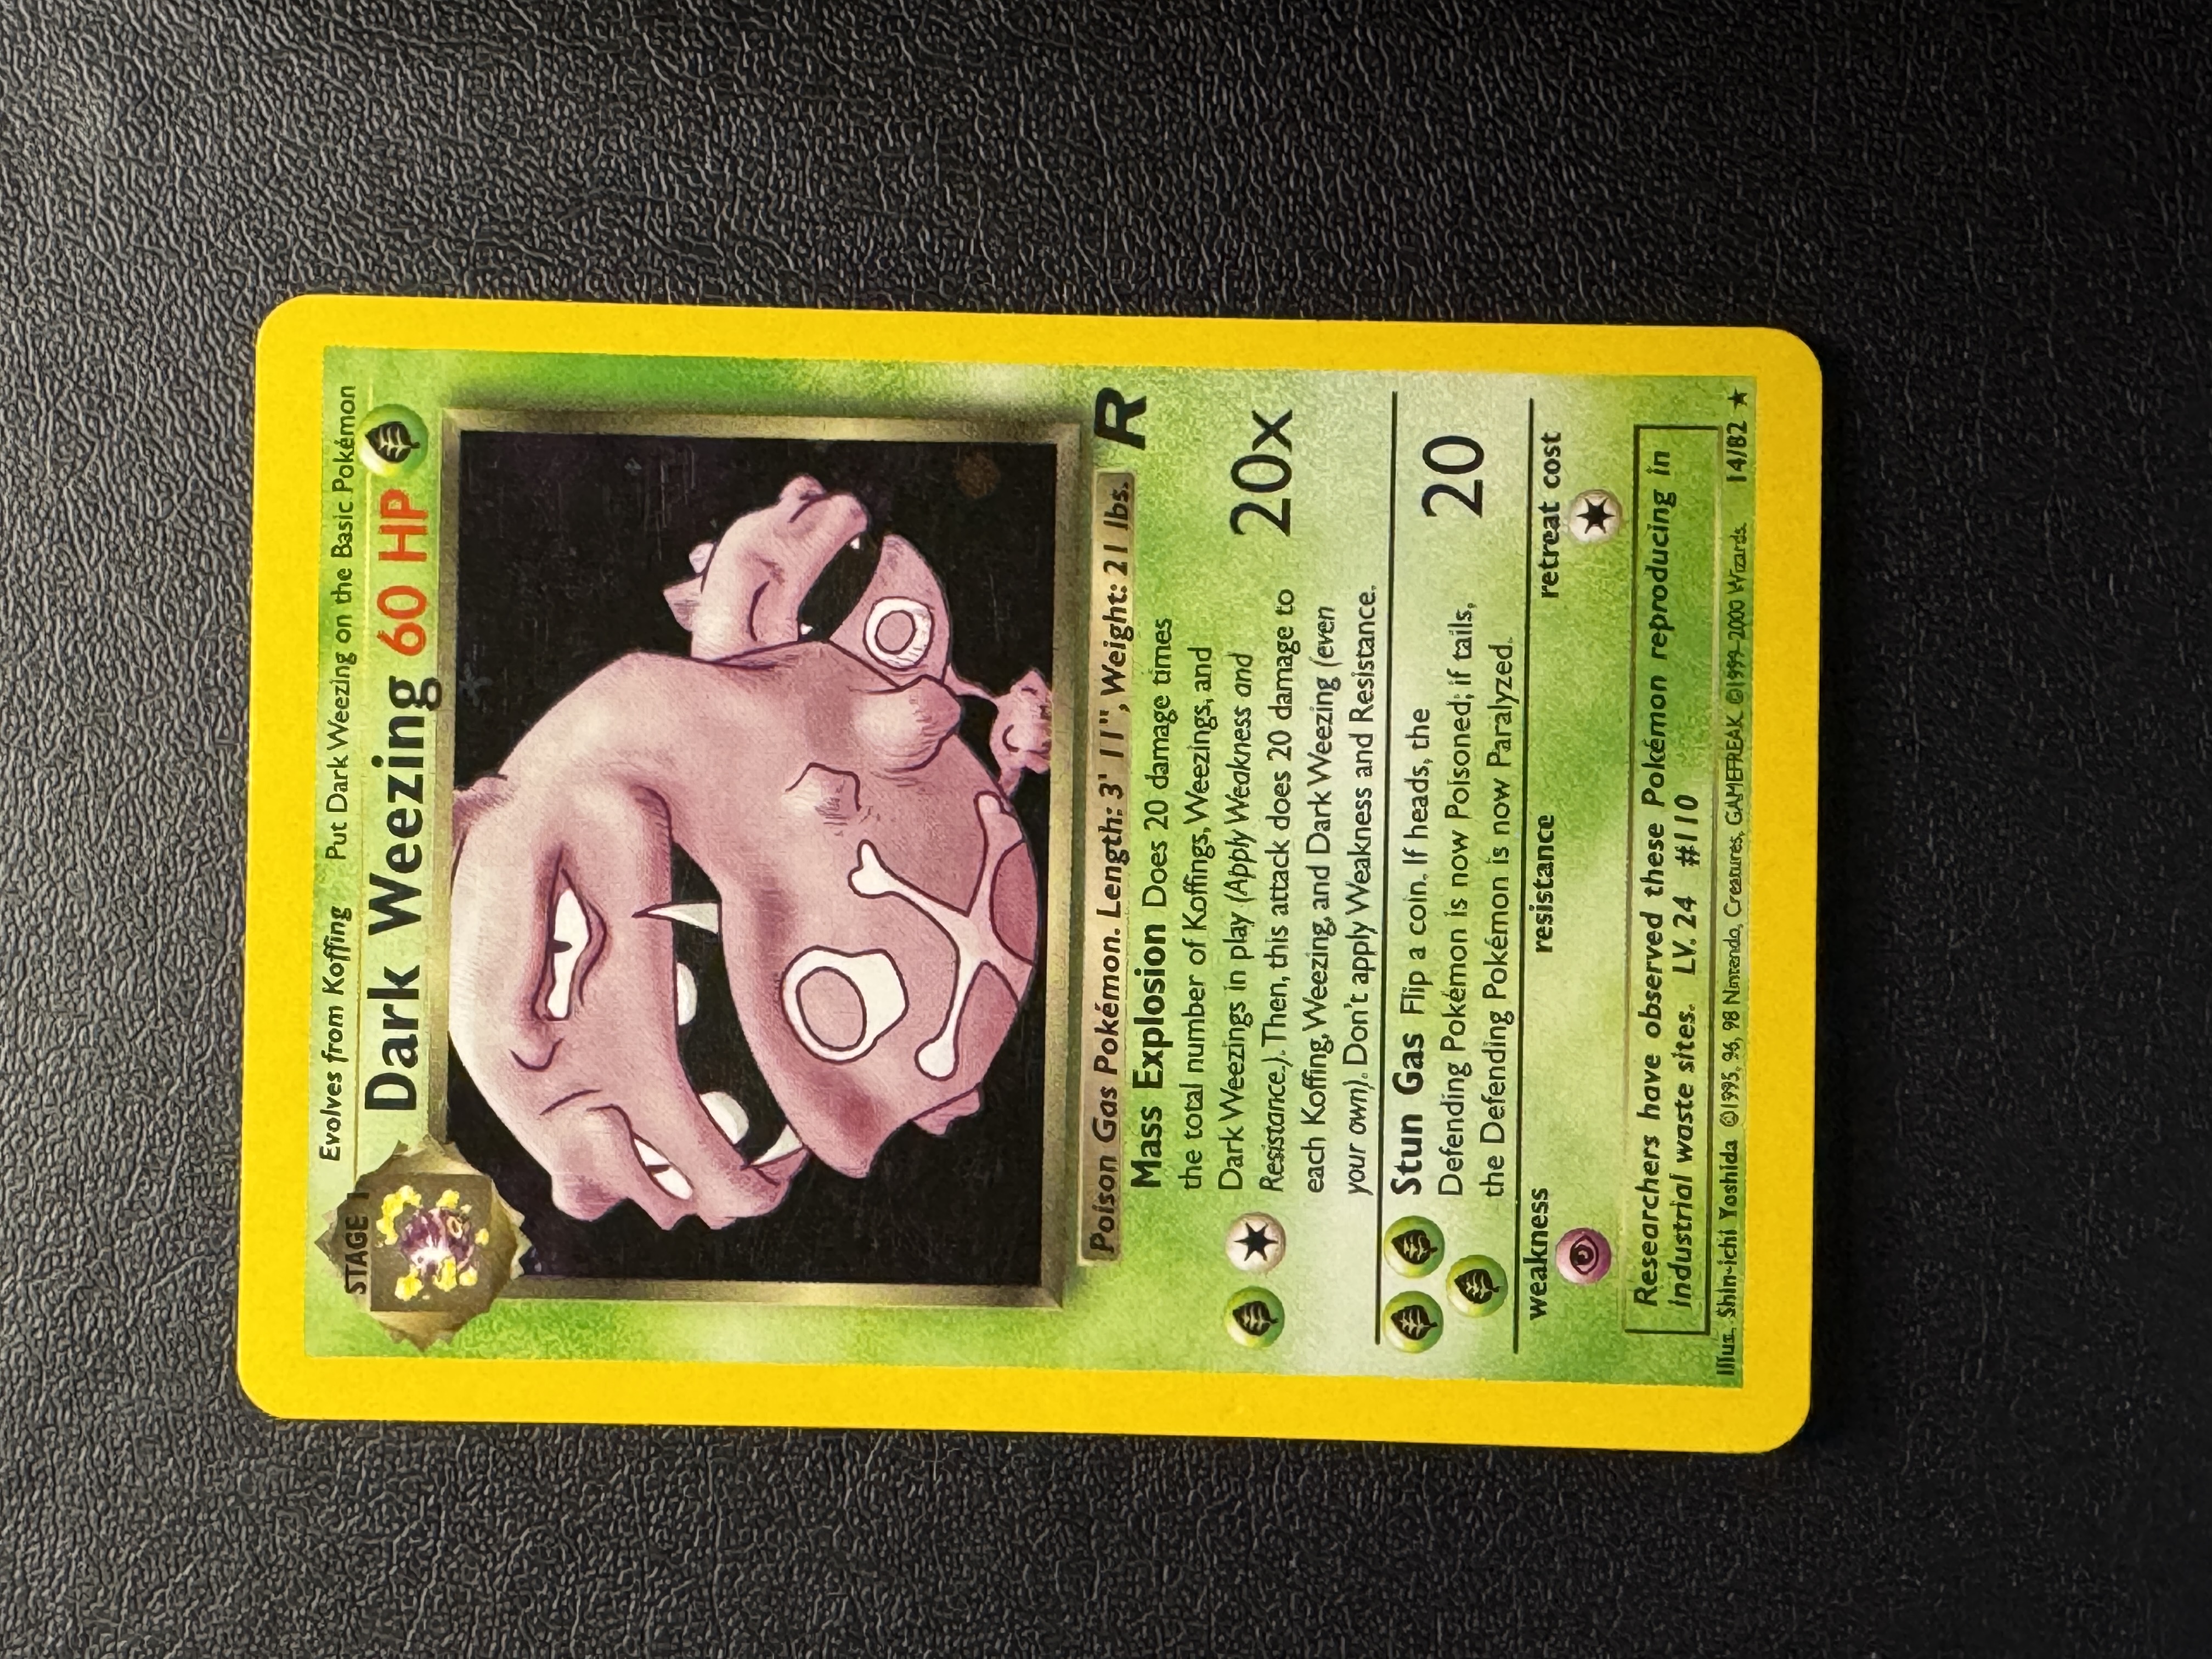 Evolves from Koffing Put Dark Weezing on the Basic Pokémon
STAGE 1
Dark Weezing 60 HP
Poison Gas Pokémon. Length: 3' 11", Weight: 21 lbs.
R
Mass Explosion Does 20 damage times
the total number of Koffings, Weezings, and
Dark Weezings in play (Apply Weakness and
Resistance.). Then, this attack does 20 damage to
each Koffing, Weezing, and Dark Weezing (even
your own). Don't apply Weakness and Resistance.
20x
Stun Gas Flip a coin. If heads, the
Defending Pokémon is now Poisoned; if tails,
the Defending Pokémon is now Paralyzed.
20
weakness resistance retreat cost
Researchers have observed these Pokémon reproducing in
industrial waste sites. LV. 24 #110
Illus. Shin-ichi Yoshida ©1995, 96, 98 Nintendo, Creatures, GAMEFREAK ©1999-2000 Wizards. 14/82 ★